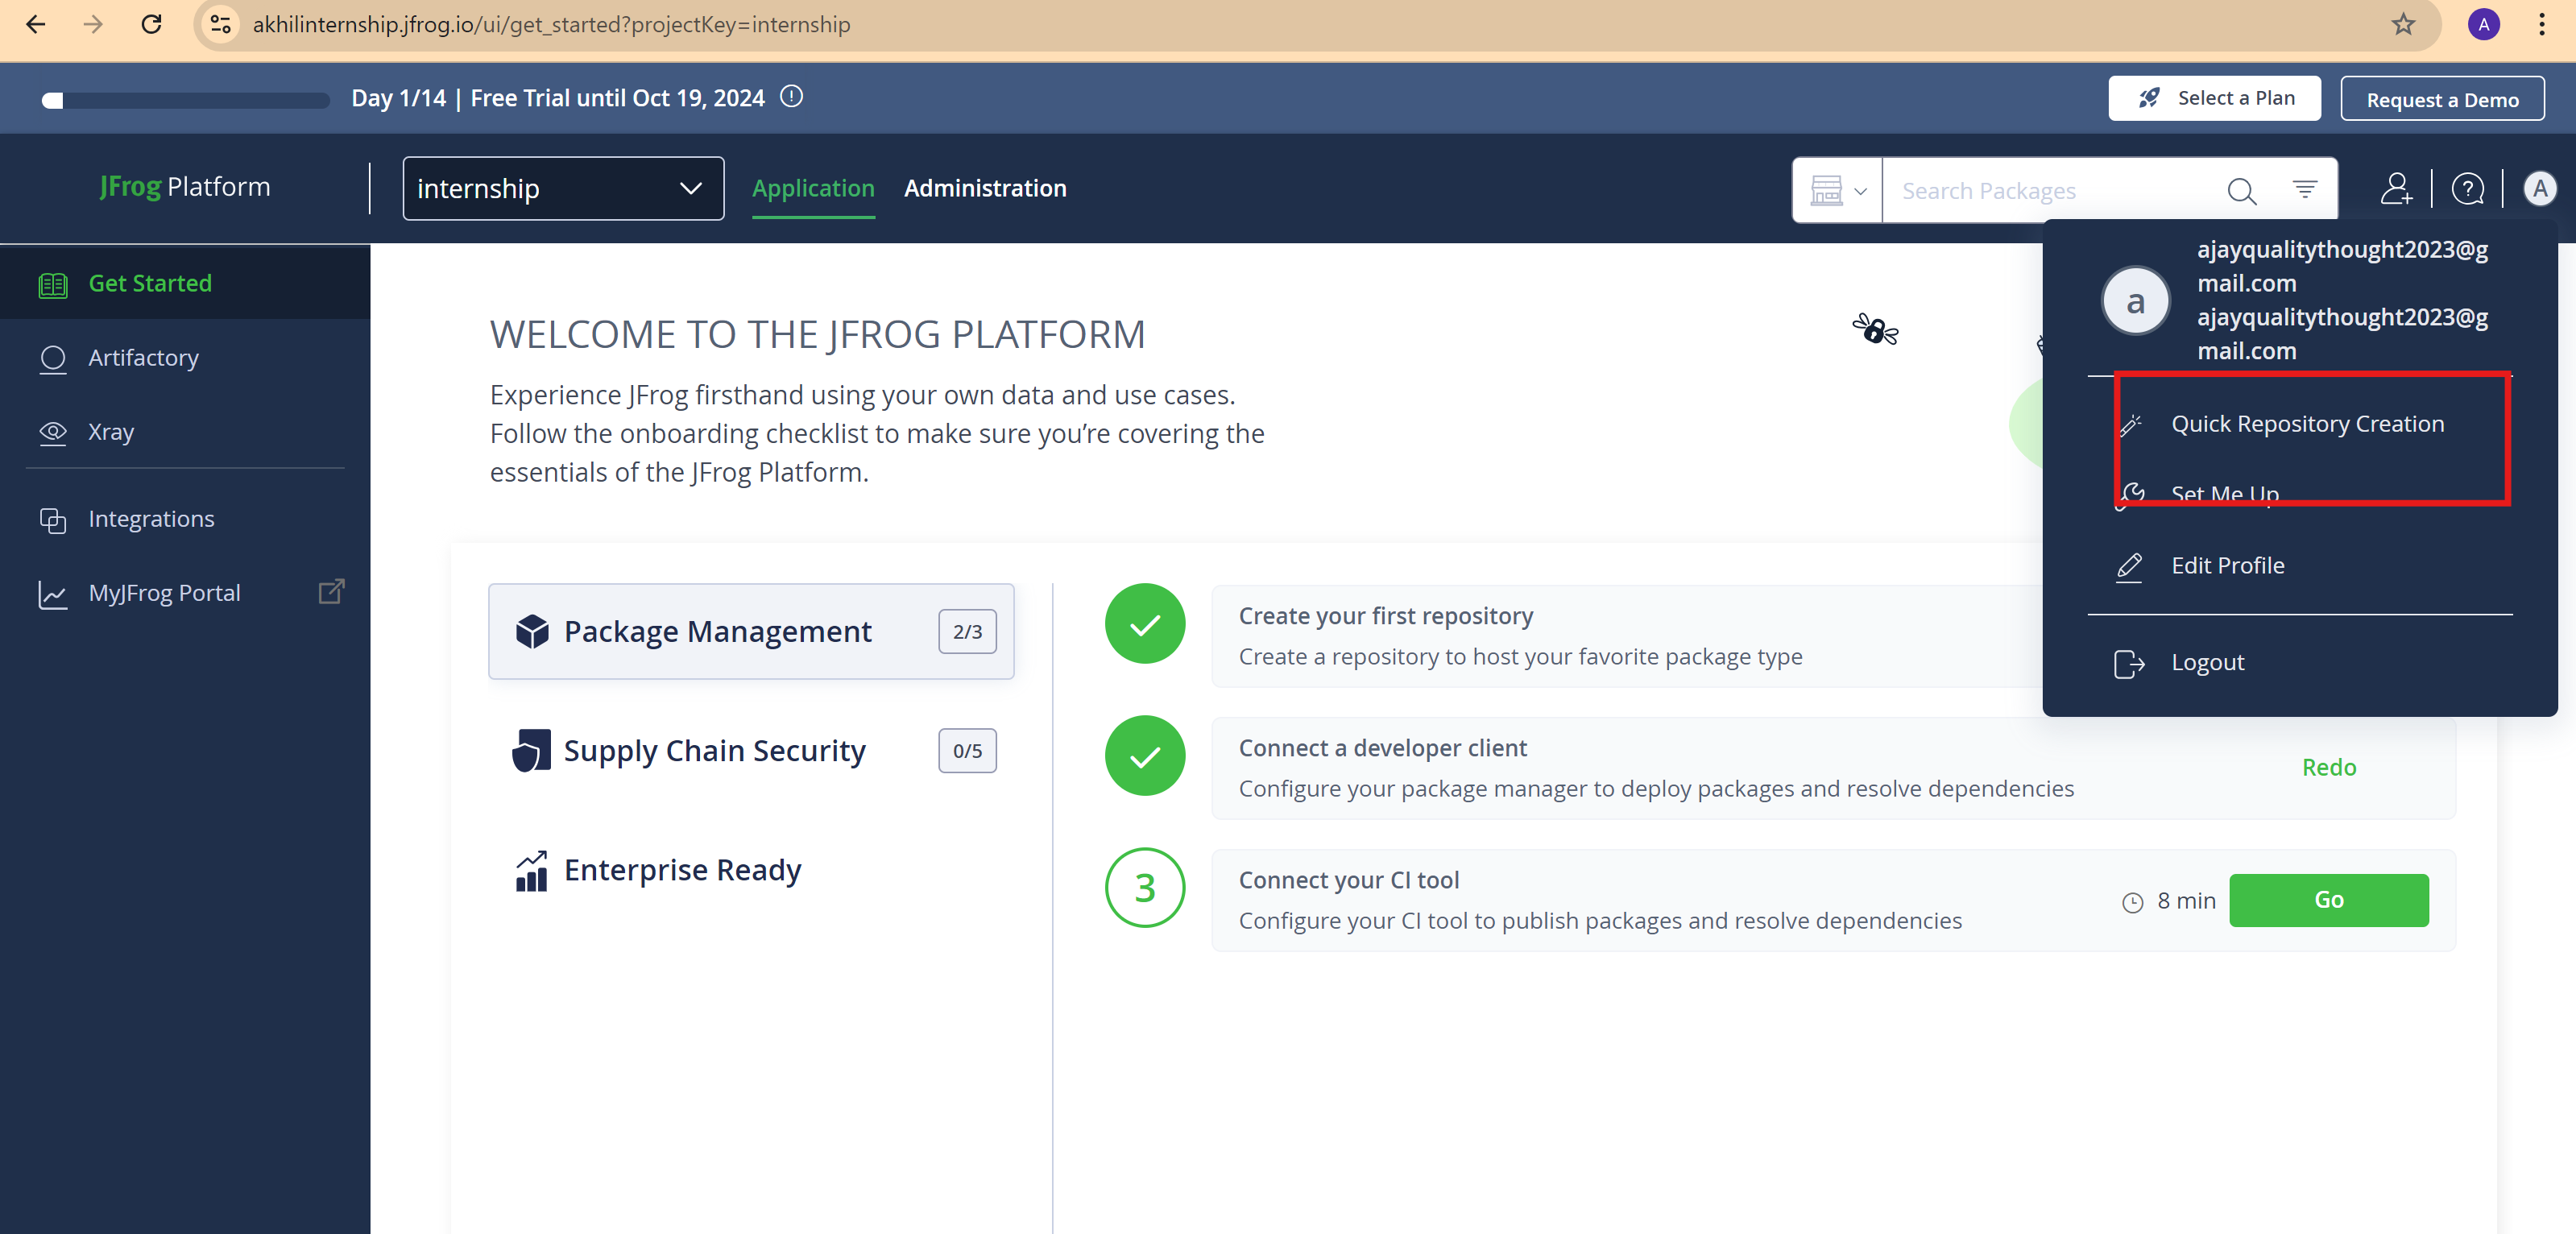 akhilinternship.jfrog.io/ui/get_started?projectKey=internship
A
Day 1/14 | Free Trial until Oct 19, 2024
Select a Plan
Request a Demo
JFrog Platform
internship
Application
Administration
Search Packages
A
Get Started
Artifactory
Xray
Integrations
MyJFrog Portal
WELCOME TO THE JFROG PLATFORM
Experience JFrog firsthand using your own data and use cases.
Follow the onboarding checklist to make sure you’re covering the
essentials of the JFrog Platform.
a
ajayqualitythought2023@g
mail.com
ajayqualitythought2023@g
mail.com
Quick Repository Creation
Set Me Up
Edit Profile
Logout
Package Management
2/3
Supply Chain Security
0/5
Enterprise Ready
Create your first repository
Create a repository to host your favorite package type
Connect a developer client
Configure your package manager to deploy packages and resolve dependencies
Redo
3
Connect your CI tool
Configure your CI tool to publish packages and resolve dependencies
8 min
Go